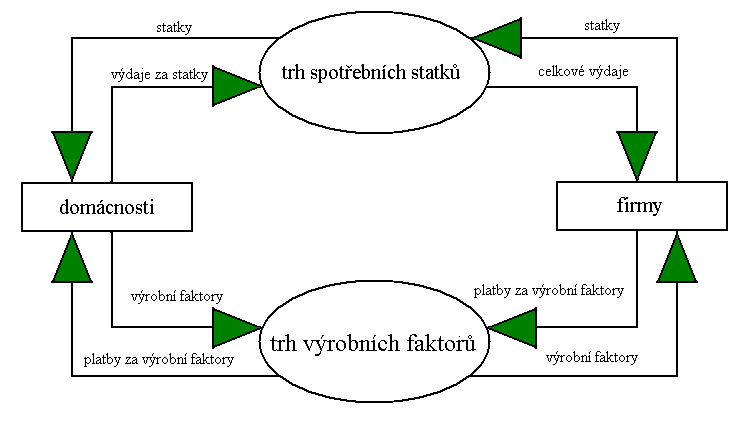 statky
statky
výdaje za statky
trh spotřebních statků
celkové výdaje
domácnosti
firmy
výrobní faktory
platby za výrobní faktory
trh výrobních faktorů
platby za výrobní faktory
výrobní faktory